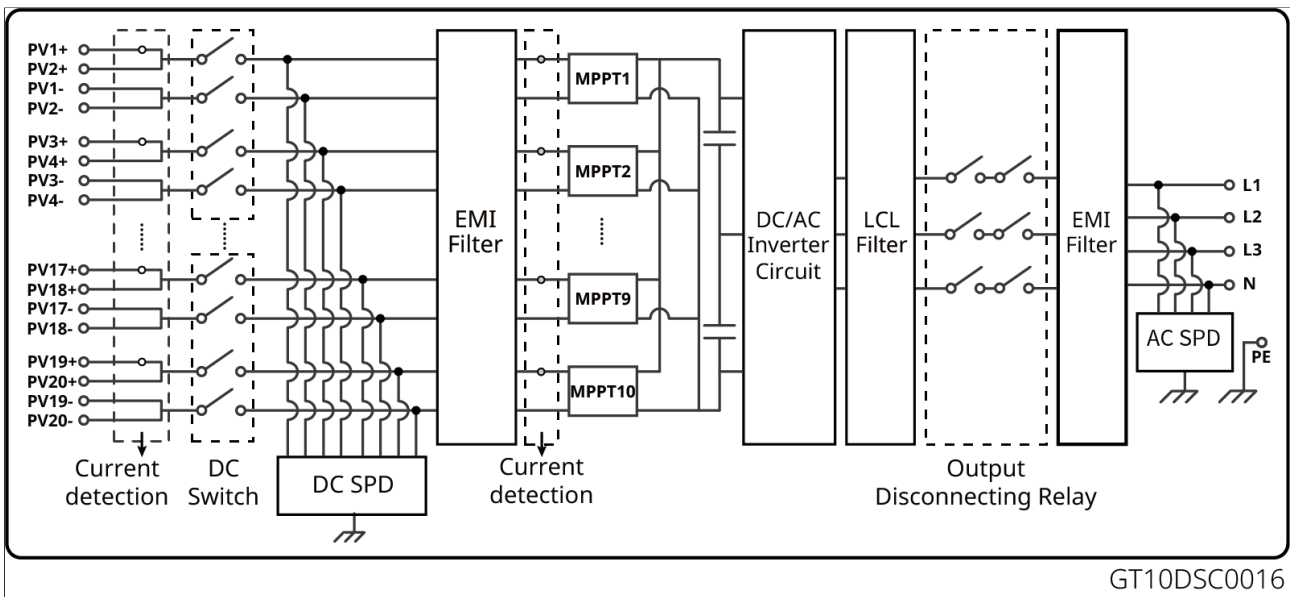 PV1+
PV2+
PV1-
PV2-
PV3+
PV4+
PV3-
PV4-
PV17+
PV18+
PV17-
PV18-
PV19+
PV20+
PV19-
PV20-
Current
detection
DC
Switch
DC SPD
EMI
Filter
Current
detection
MPPT1
MPPT2
MPPT9
MPPT10
DC/AC
Inverter
Circuit
LCL
Filter
Output
Disconnecting Relay
EMI
Filter
L1
L2
L3
N
AC SPD
PE
GT10DSC0016